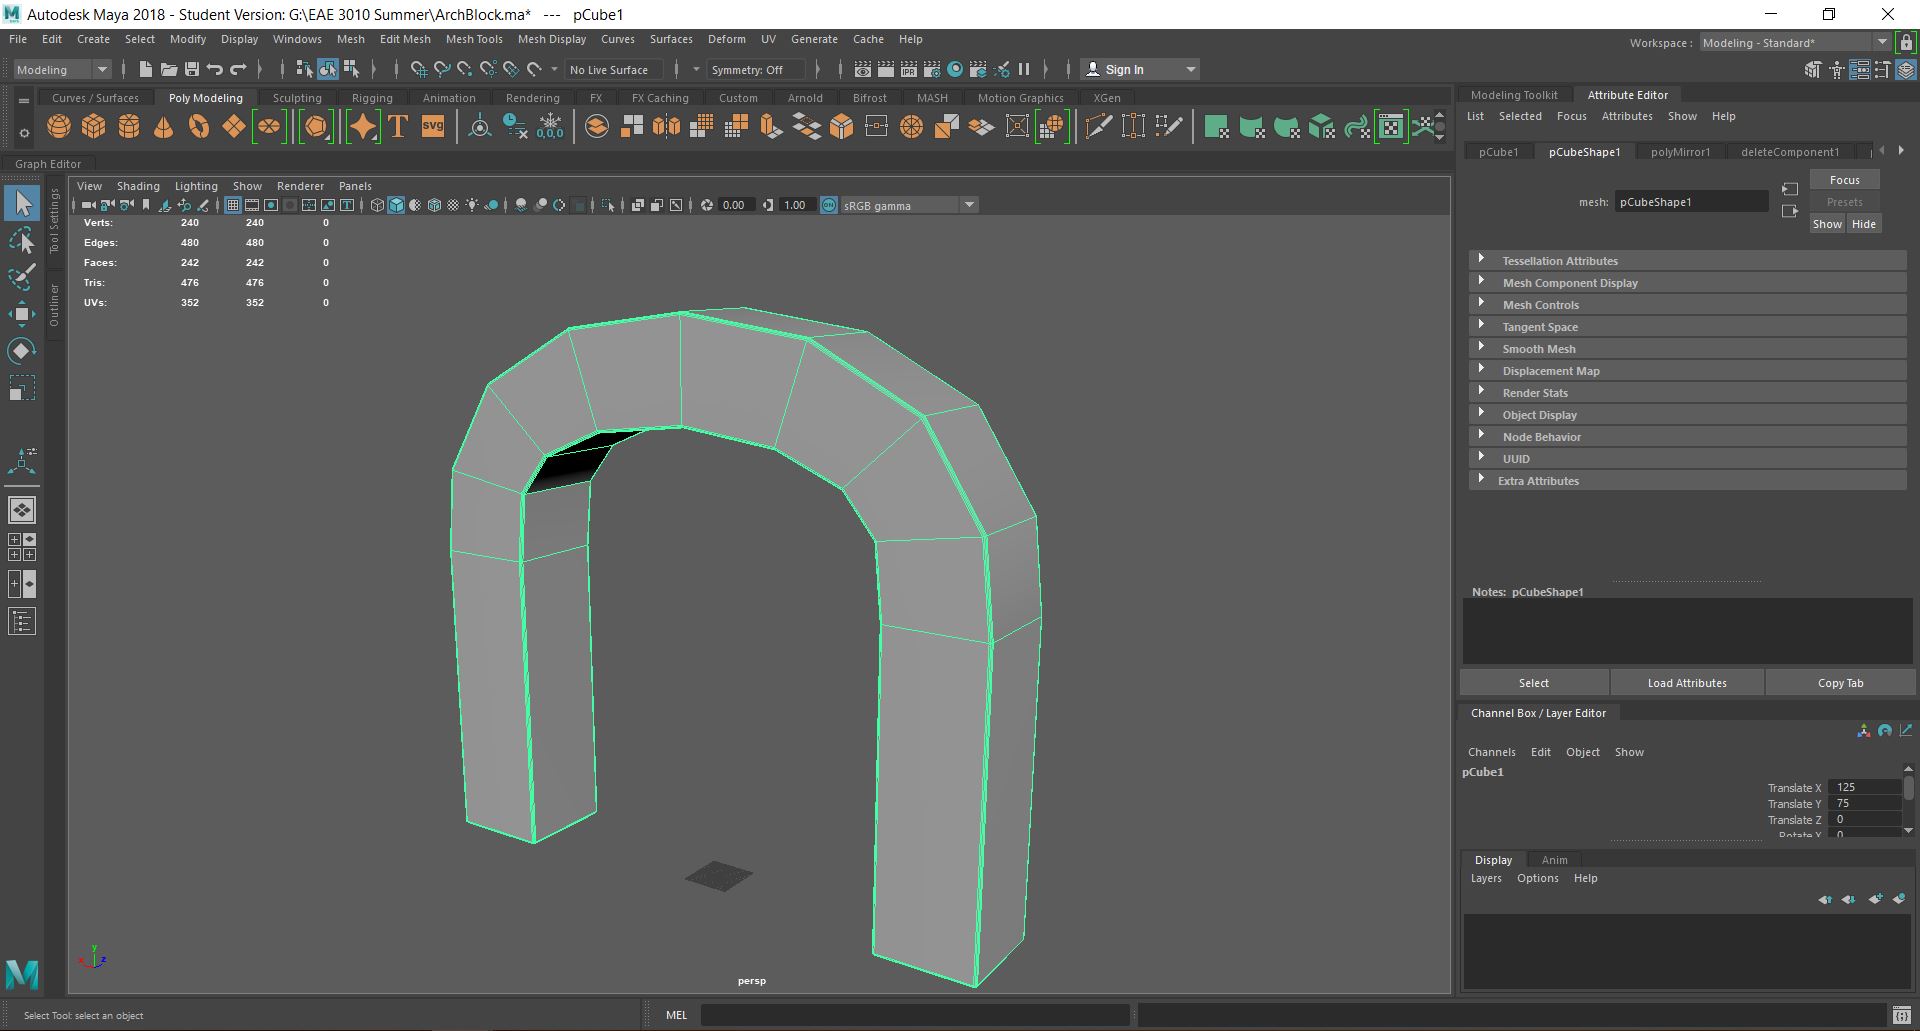 Autodesk Maya 2018 - Student Version: G:\EAE 3010 Summer\ArchBlock.ma* --- pCube1
File Edit Create Select Modify Display Windows Mesh Edit Mesh Mesh Tools Mesh Display Curves Surfaces Deform UV Generate Cache Help
Workspace : Modeling - Standard*
Modeling No Live Surface Symmetry: Off IPR Sign In
Curves / Surfaces Poly Modeling Sculpting Rigging Animation Rendering FX FX Caching Custom Arnold Bifrost MASH Motion Graphics XGen
T SVG 0,0,0
Graph Editor
View Shading Lighting Show Renderer Panels
0.00 1.00 ON sRGB gamma
Tool Settings
Outliner
Verts: 240 240 0
Edges: 480 480 0
Faces: 242 242 0
Tris: 476 476 0
UVs: 352 352 0
y
x z
persp
Modeling Toolkit Attribute Editor
List Selected Focus Attributes Show Help
pCube1 pCubeShape1 polyMirror1 deleteComponent1
Focus
mesh: pCubeShape1
Presets
Show Hide
Tessellation Attributes
Mesh Component Display
Mesh Controls
Tangent Space
Smooth Mesh
Displacement Map
Render Stats
Object Display
Node Behavior
UUID
Extra Attributes
Notes: pCubeShape1
Select Load Attributes Copy Tab
Channel Box / Layer Editor
Channels Edit Object Show
pCube1
Translate X 125
Translate Y 75
Translate Z 0
Rotate X 0
Display Anim
Layers Options Help
M
Select Tool: select an object
MEL